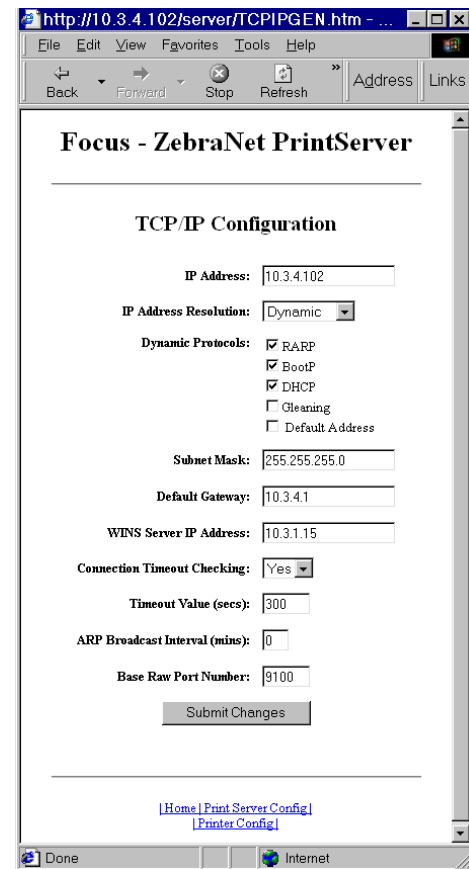 http://10.3.4.102/server/TCPIPGEN.htm - ...
File Edit View Favorites Tools Help
Back Forward Stop Refresh » Address Links
Focus - ZebraNet PrintServer
TCP/IP Configuration
IP Address: 10.3.4.102
IP Address Resolution: Dynamic
Dynamic Protocols: RARP
BootP
DHCP
Gleaning
Default Address
Subnet Mask: 255.255.255.0
Default Gateway: 10.3.4.1
WINS Server IP Address: 10.3.1.15
Connection Timeout Checking: Yes
Timeout Value (secs): 300
ARP Broadcast Interval (mins): 0
Base Raw Port Number: 9100
Submit Changes
| Home | Print Server Config |
| Printer Config |
Done Internet